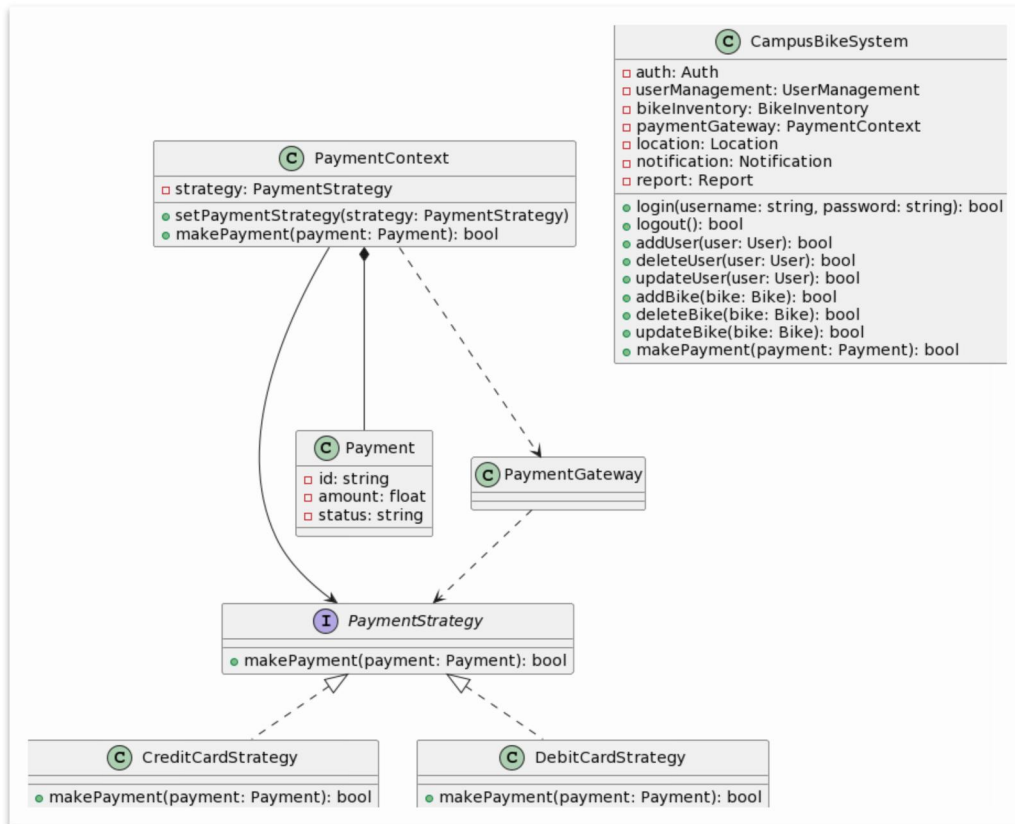 C CampusBikeSystem
auth: Auth
userManagement: UserManagement
bikeInventory: BikeInventory
paymentGateway: PaymentContext
location: Location
notification: Notification
report: Report
login(username: string, password: string): bool
logout(): bool
addUser(user: User): bool
deleteUser(user: User): bool
updateUser(user: User): bool
addBike(bike: Bike): bool
deleteBike(bike: Bike): bool
updateBike(bike: Bike): bool
makePayment(payment: Payment): bool
C PaymentContext
strategy: PaymentStrategy
setPaymentStrategy(strategy: PaymentStrategy)
makePayment(payment: Payment): bool
C Payment
id: string
amount: float
status: string
C PaymentGateway
I PaymentStrategy
makePayment(payment: Payment): bool
C CreditCardStrategy
makePayment(payment: Payment): bool
C DebitCardStrategy
makePayment(payment: Payment): bool